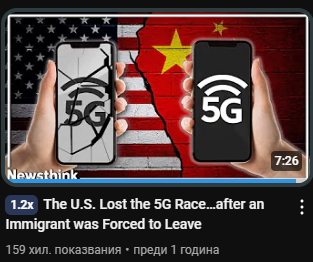 5G
5G
Newsthink
7:26
1.2x The U.S. Lost the 5G Race...after an
Immigrant was Forced to Leave
159 хил. показвания • преди 1 година